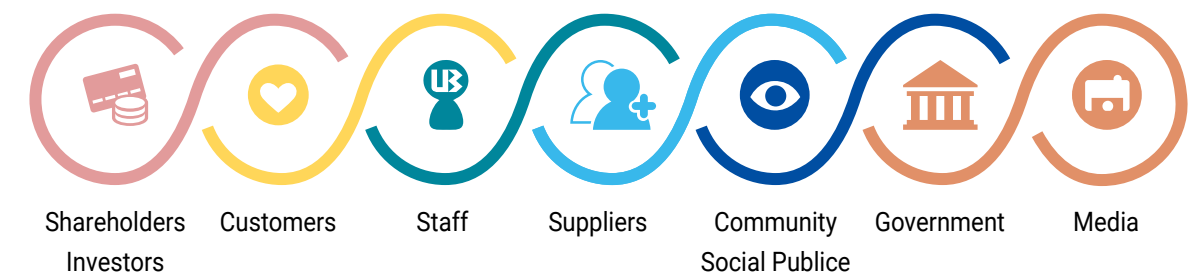 UB
Shareholders
Investors
Customers
Staff
Suppliers
Community
Social Publice
Government
Media